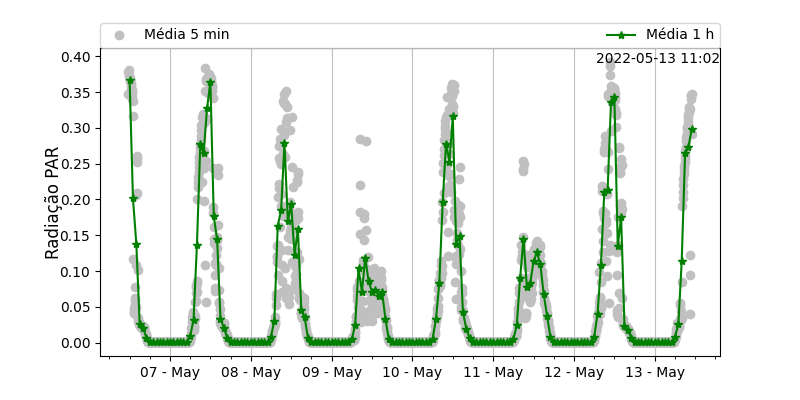 Média 5 min
Média 1 h
2022-05-13 11:02
Radiação PAR
0.40
0.35
0.30
0.25
0.20
0.15
0.10
0.05
0.00
07 - May
08 - May
09 - May
10 - May
11 - May
12 - May
13 - May